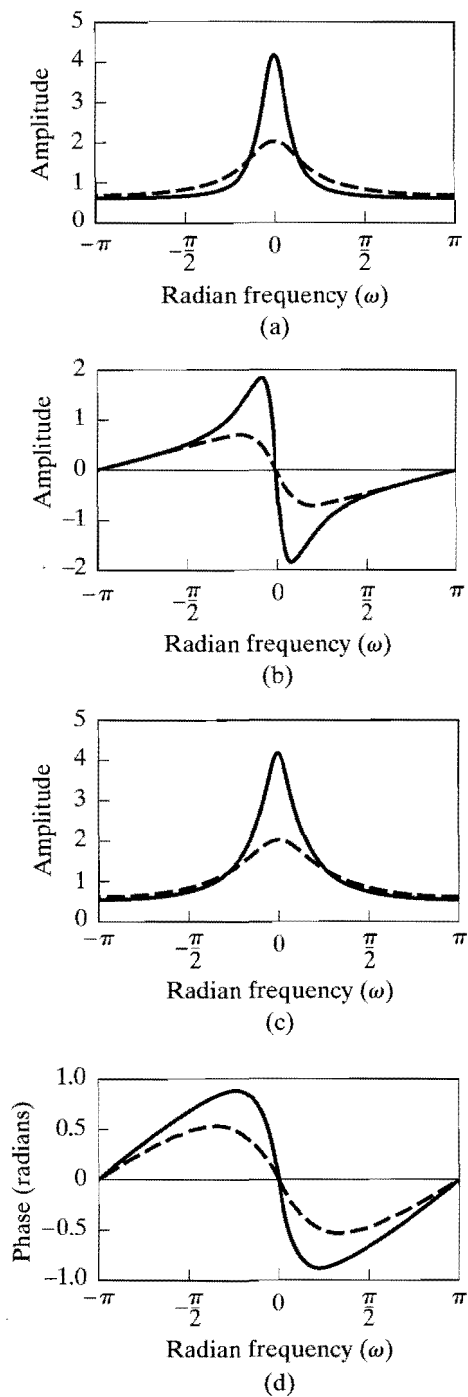 5
4
3
2
1
0
Amplitude
−π −π/2 0 π/2 π
Radian frequency (ω)
(a)
2
1
0
−1
−2
Amplitude
−π −π/2 0 π/2 π
Radian frequency (ω)
(b)
5
4
3
2
1
0
Amplitude
−π −π/2 0 π/2 π
Radian frequency (ω)
(c)
1.0
0.5
0
−0.5
−1.0
Phase (radians)
−π −π/2 0 π/2 π
Radian frequency (ω)
(d)